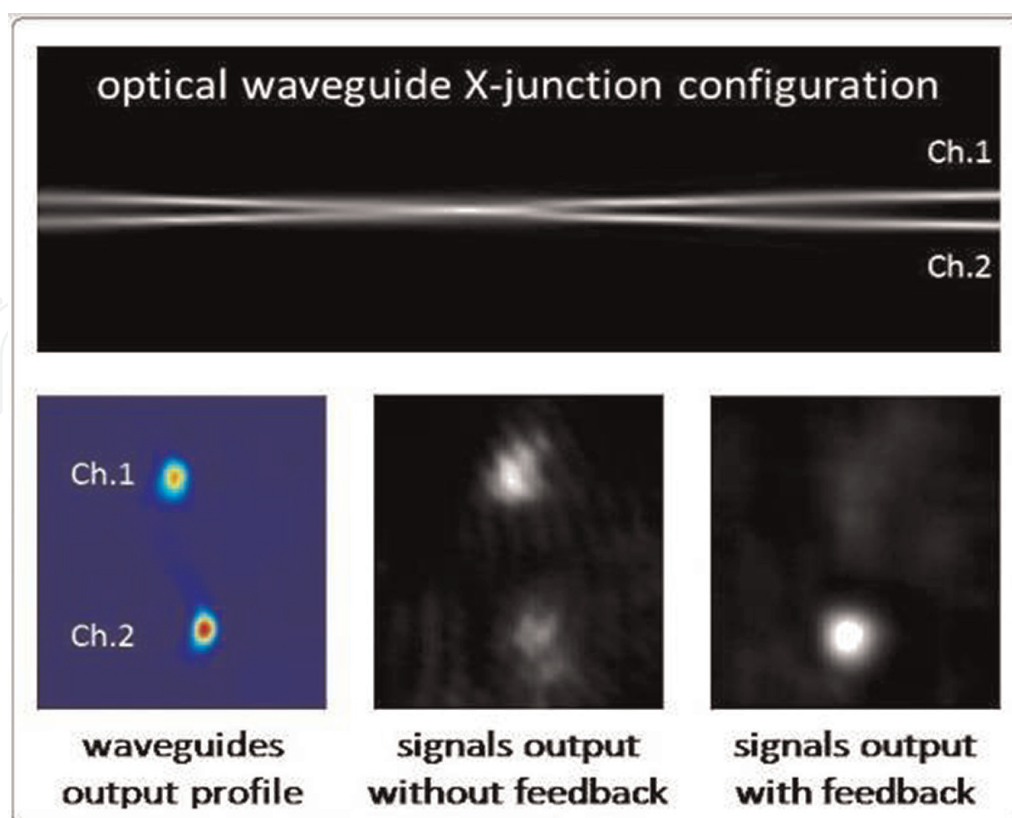 optical waveguide X-junction configuration
Ch.1
Ch.2
Ch.1
Ch.2
waveguides
output profile
signals output
without feedback
signals output
with feedback